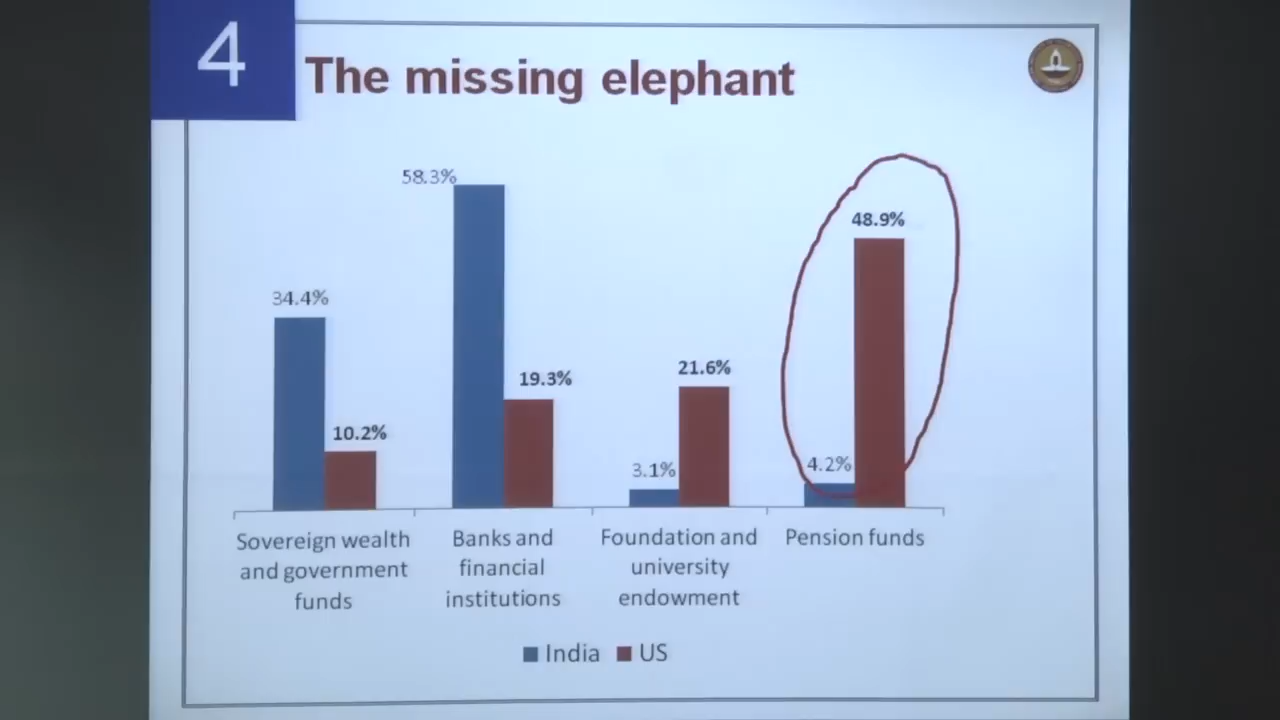 4
The missing elephant
58.3%
48.9%
34.4%
21.6%
19.3%
10.2%
4.2%
3.1%
Sovereign wealth
and government
funds
Banks and
financial
institutions
Foundation and
university
endowment
Pension funds
India
US